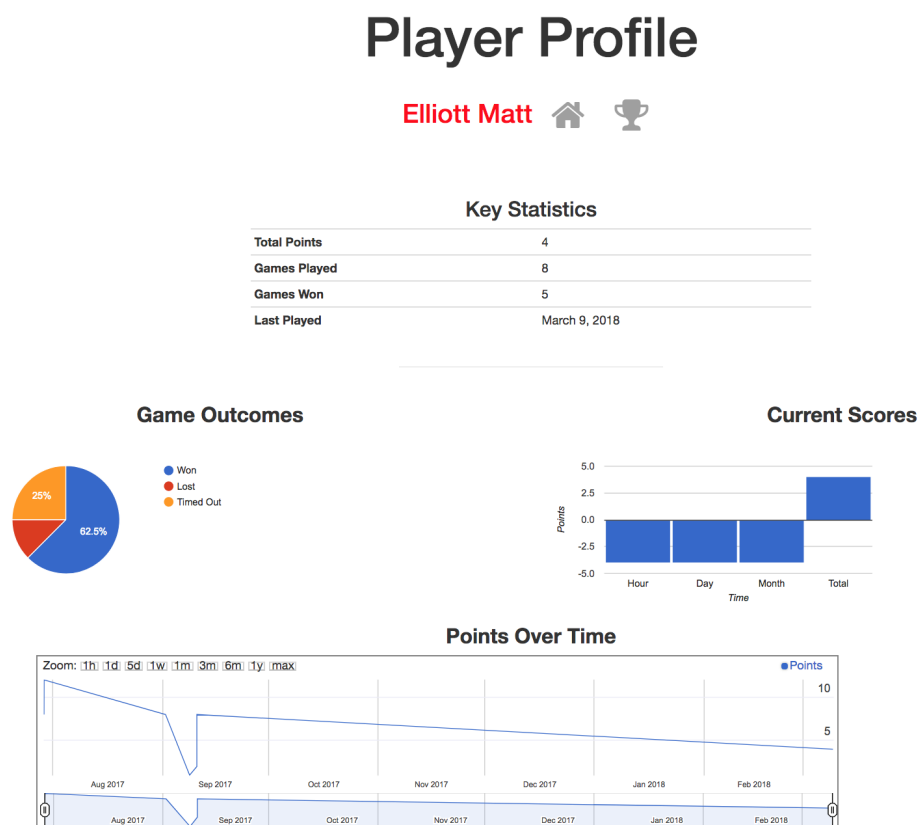 Player Profile
Elliott Matt
Key Statistics
Total Points 4
Games Played 8
Games Won 5
Last Played March 9, 2018
Game Outcomes
Won
Lost
Timed Out
25%
62.5%
Current Scores
5.0
2.5
0.0
-2.5
-5.0
Points
Hour Day Month Total
Time
Points Over Time
Zoom: 1h 1d 5d 1w 1m 3m 6m 1y max
Points
10
5
Aug 2017 Sep 2017 Oct 2017 Nov 2017 Dec 2017 Jan 2018 Feb 2018
Aug 2017 Sep 2017 Oct 2017 Nov 2017 Dec 2017 Jan 2018 Feb 2018